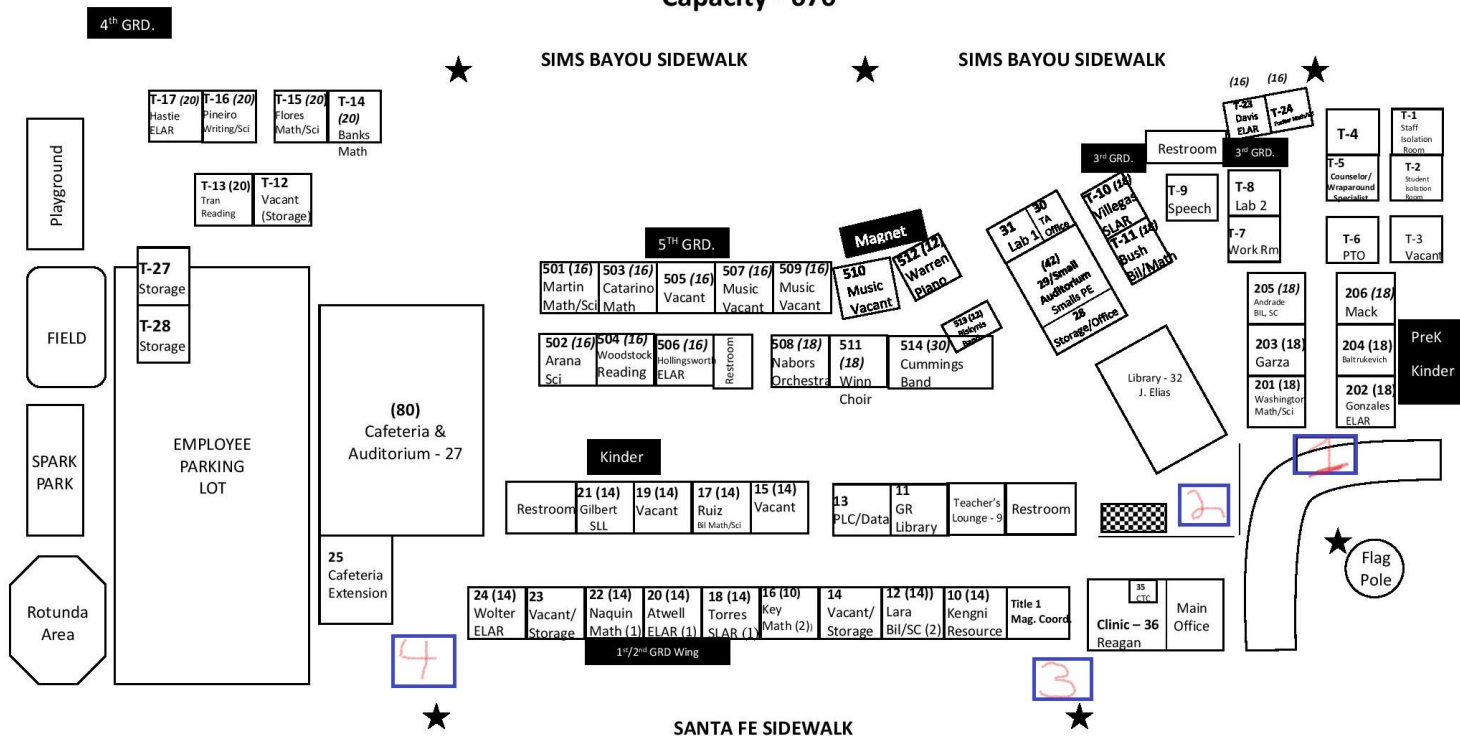 4th GRD.
SIMS BAYOU SIDEWALK
SIMS BAYOU SIDEWALK
(16)
(16)
T-17 (20)
Hastie
ELAR
T-16 (20)
Pineiro
Writing/Sci
T-15 (20)
Flores
Math/Sci
T-14
(20)
Banks
Math
T-23
Davis
ELAR
T-24
T-4
T-1
Staff
Isolation
Room
Playground
Restroom
3rd GRD.
3rd GRD.
T-5
Counselor/
Wraparound
Specialist
T-2
Student
Isolation
Room
T-13 (20)
Tran
Reading
T-12
Vacant
(Storage)
T-10 (18)
Villegas
SLAR
T-11 (18)
Bush
Bil/Math
T-9
Speech
T-8
Lab 2
T-7
Work Rm
T-6
PTO
T-3
Vacant
31
Lab 1
30
TA
Office
(42)
29/Small
Auditorium
Smalls PE
28
Storage/Office
5TH GRD.
Magnet
T-27
Storage
T-28
Storage
501 (16)
Martin
Math/Sci
503 (16)
Catarino
Math
505 (16)
Vacant
507 (16)
Music
Vacant
509 (16)
Music
Vacant
510
Music
Vacant
512 (12)
Warren
Piano
513 (12)
205 (18)
Andrade
BIL, SC
206 (18)
Mack
203 (18)
Garza
204 (18)
Baltrukevich
201 (18)
Washington
Math/Sci
202 (18)
Gonzales
ELAR
PreK
Kinder
FIELD
502 (16)
Arana
Sci
504 (16)
Woodstock
Reading
506 (16)
Hollingsworth
ELAR
Restroom
508 (18)
Nabors
Orchestra
511
(18)
Winn
Choir
514 (30)
Cummings
Band
Library - 32
J. Elias
SPARK
PARK
EMPLOYEE
PARKING
LOT
(80)
Cafeteria &
Auditorium - 27
Kinder
1
2
Restroom
21 (14)
Gilbert
SLL
19 (14)
Vacant
17 (14)
Ruiz
Bil Math/Sci
15 (14)
Vacant
13
PLC/Data
11
GR
Library
Teacher's
Lounge - 9
Restroom
Flag
Pole
25
Cafeteria
Extension
Rotunda
Area
24 (14)
Wolter
ELAR
23
Vacant/
Storage
22 (14)
Naquin
Math (1)
20 (14)
Atwell
ELAR (1)
18 (14)
Torres
SLAR (1)
16 (10)
Key
Math (2))
14
Vacant/
Storage
12 (14))
Lara
Bil/SC (2)
10 (14)
Kengni
Resource
Title 1
Mag. Coord.
35
CTC
Clinic – 36
Reagan
Main
Office
1st/2nd GRD Wing
4
3
SANTA FE SIDEWALK